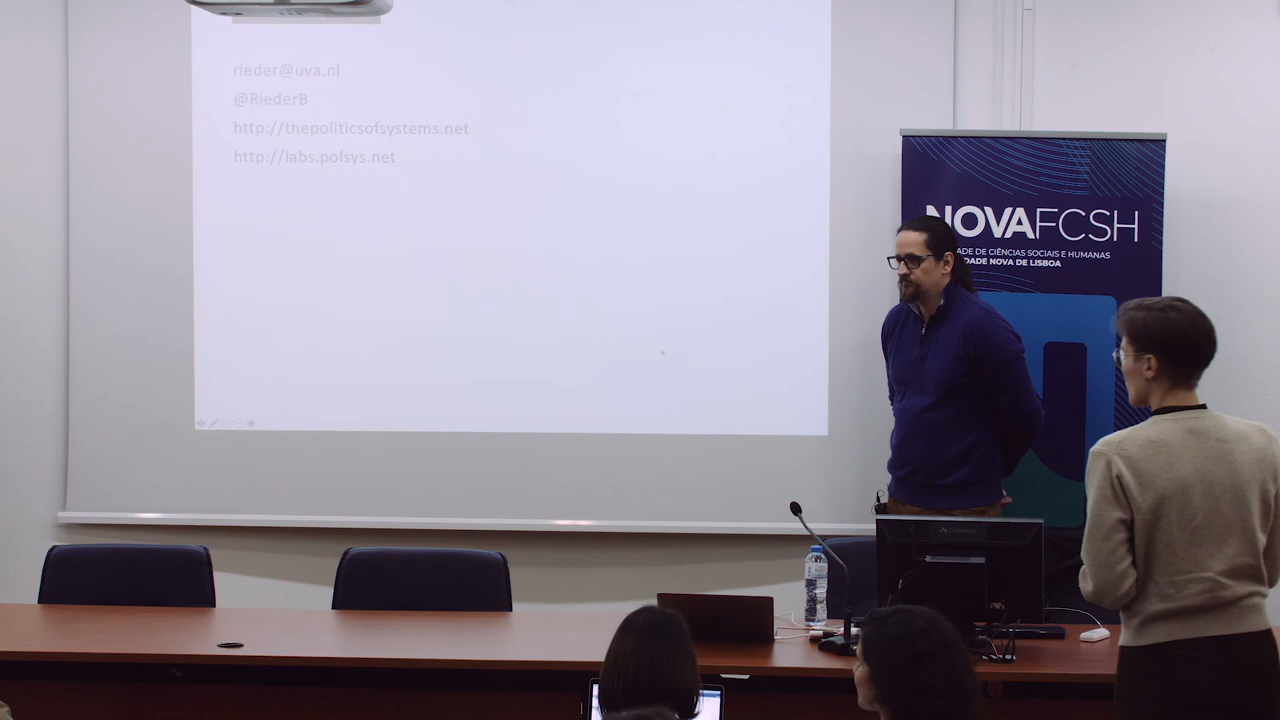 rieder@uva.nl
@RiederB
http://thepoliticsofsystems.net
http://labs.polsys.net
NOVAFCSH
DADE DE CIÊNCIAS SOCIAIS E HUMANAS
DADE NOVA DE LISBOA